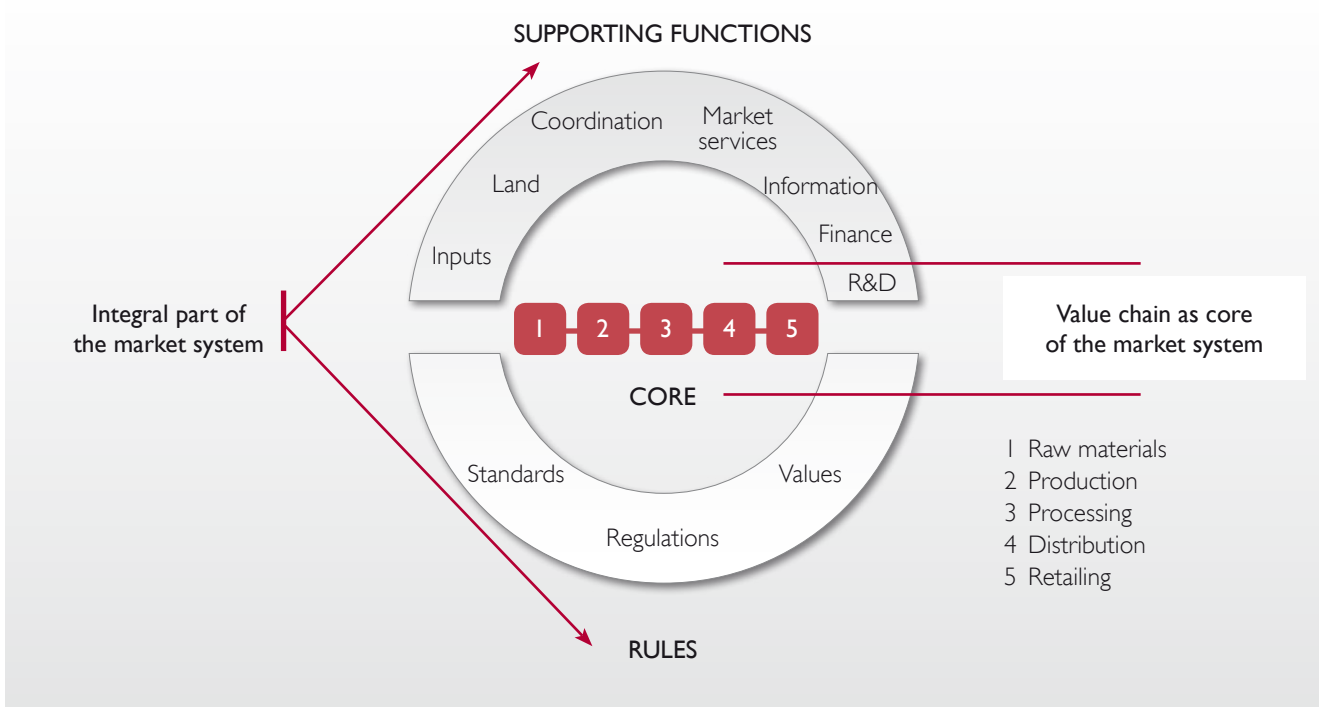 SUPPORTING FUNCTIONS
Coordination
Market
services
Land
Information
Inputs
Finance
R&D
Integral part of
the market system
1 2 3 4 5
Value chain as core
of the market system
CORE
Standards
Values
Regulations
1 Raw materials
2 Production
3 Processing
4 Distribution
5 Retailing
RULES